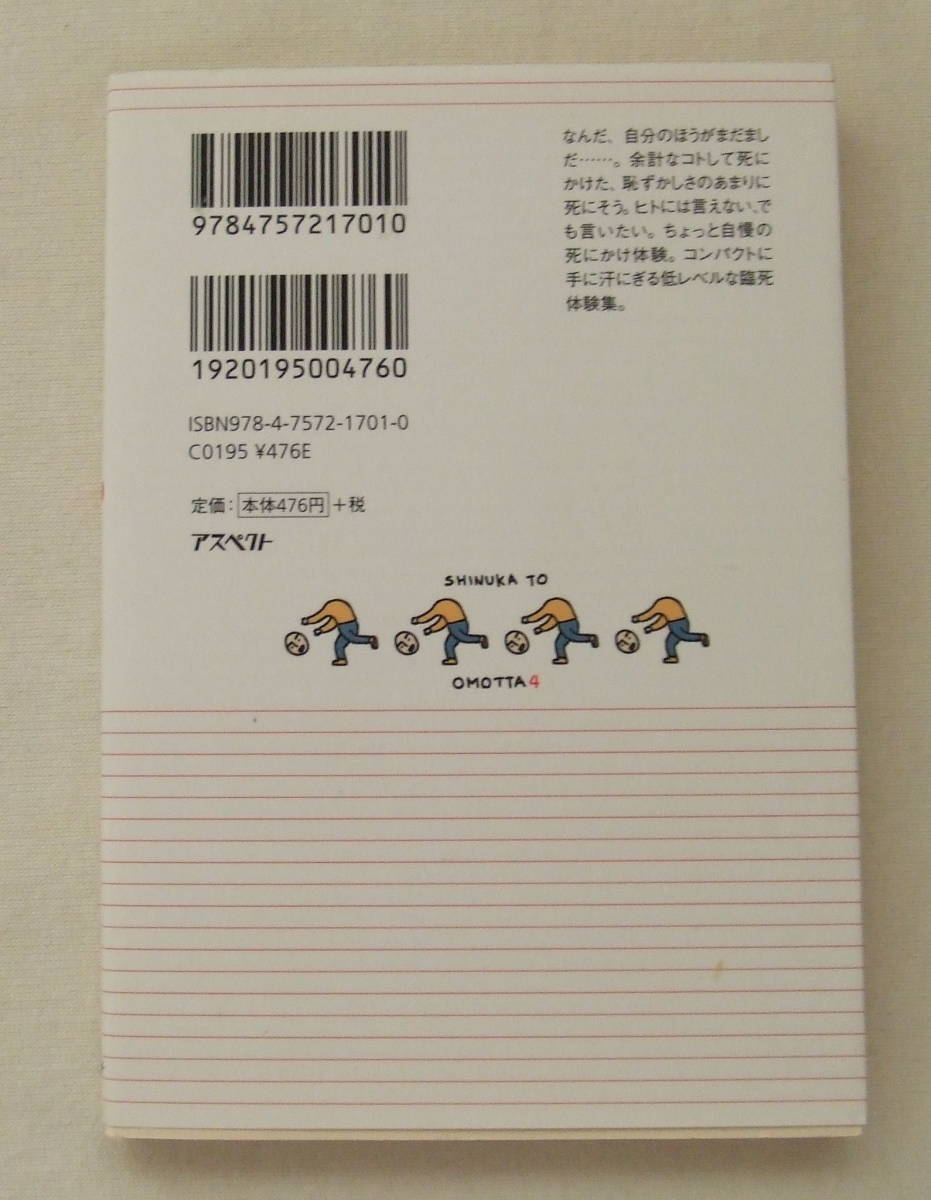 9784757217010
1920195004760
ISBN978-4-7572-1701-0
C0195 ¥476E
定価：本体476円+税
アスペクト
なんだ、自分のほうがまだまし
だ……。余計なコトして死に
かけた、恥ずかしさのあまりに
死にそう。ヒトには言えない、で
も言いたい。ちょっと自慢の
死にかけ体験。コンパクトに
手に汗にぎる低レベルな臨死
体験集。
SHINUKA TO
OMOTTA4